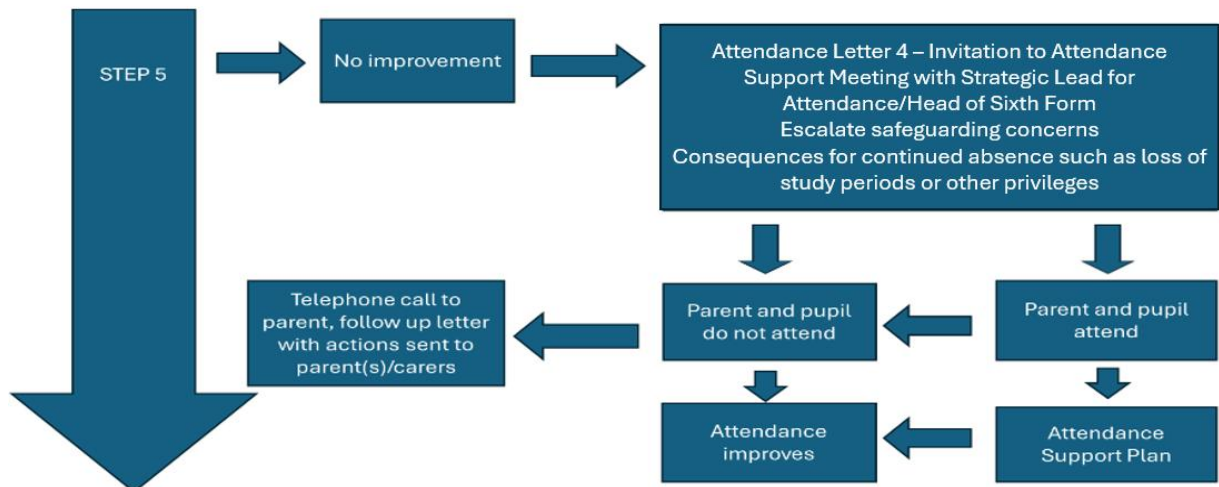 STEP 5
No improvement
Attendance Letter 4 – Invitation to Attendance
Support Meeting with Strategic Lead for
Attendance/Head of Sixth Form
Escalate safeguarding concerns
Consequences for continued absence such as loss of
study periods or other privileges
Telephone call to
parent, follow up letter
with actions sent to
parent(s)/carers
Parent and pupil
do not attend
Parent and pupil
attend
Attendance
improves
Attendance
Support Plan